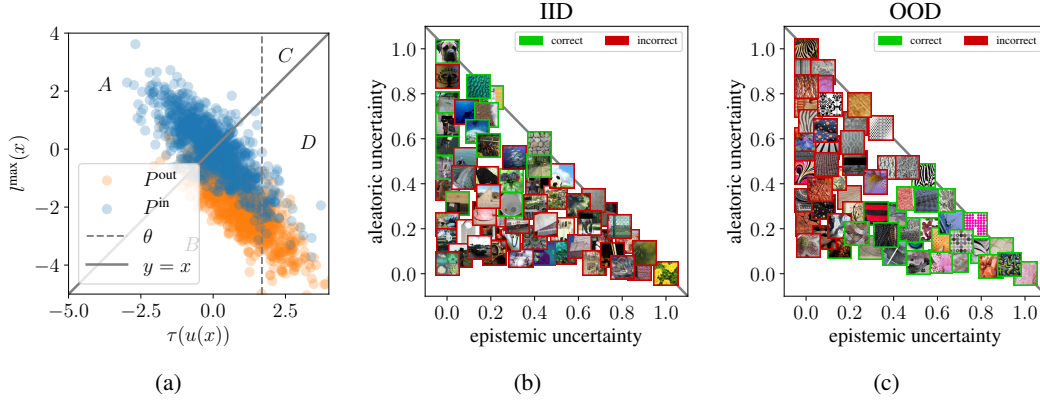 IID
OOD
4
2
0
−2
−4
l^max(x)
A
C
D
B
P^out
P^in
θ
y = x
−5.0
−2.5
0.0
2.5
τ(u(x))
correct
incorrect
1.0
0.8
0.6
0.4
0.2
0.0
aleatoric uncertainty
0.0 0.2 0.4 0.6 0.8 1.0
epistemic uncertainty
correct
incorrect
1.0
0.8
0.6
0.4
0.2
0.0
aleatoric uncertainty
0.0 0.2 0.4 0.6 0.8 1.0
epistemic uncertainty
(a)
(b)
(c)